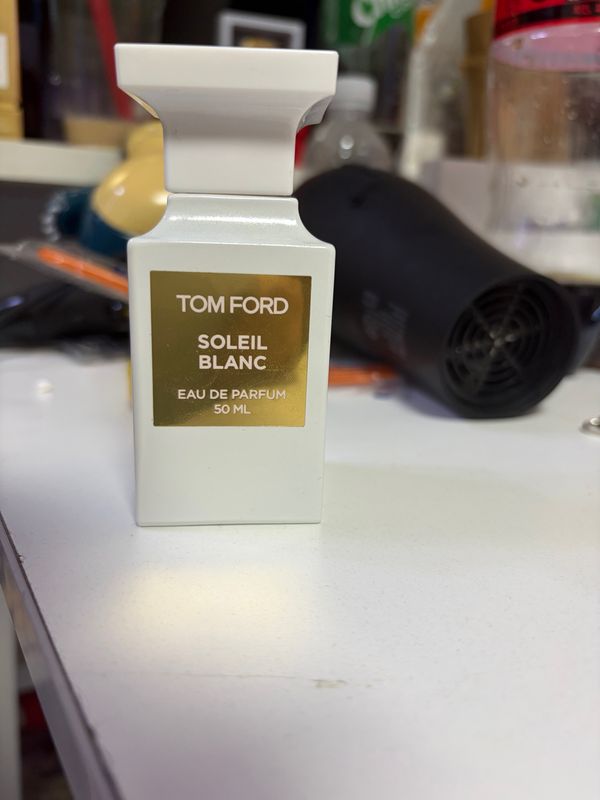 TOM FORD
SOLEIL
BLANC
EAU DE PARFUM
50 ML